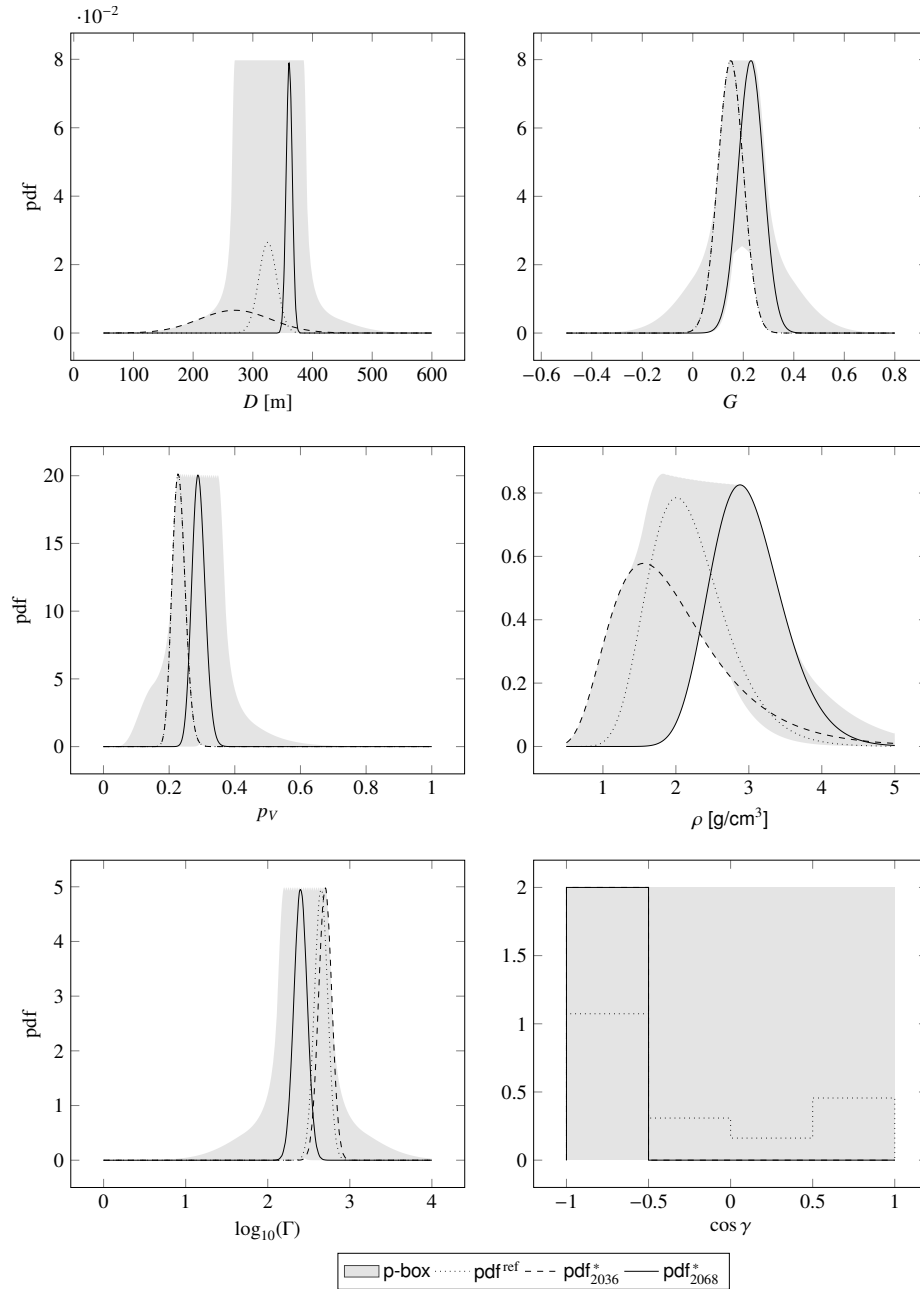 ·10⁻²
8
6
4
2
0
pdf
0 100 200 300 400 500 600
D [m]
8
6
4
2
0
−0.6 −0.4 −0.2 0 0.2 0.4 0.6 0.8
G
20
15
10
5
0
pdf
0 0.2 0.4 0.6 0.8 1
p_V
0.8
0.6
0.4
0.2
0
1 2 3 4 5
ρ [g/cm³]
5
4
3
2
1
0
pdf
0 1 2 3 4
log₁₀(Γ)
2
1.5
1
0.5
0
−1 −0.5 0 0.5 1
cos γ
p-box pdf^ref pdf*_2036 pdf*_2068